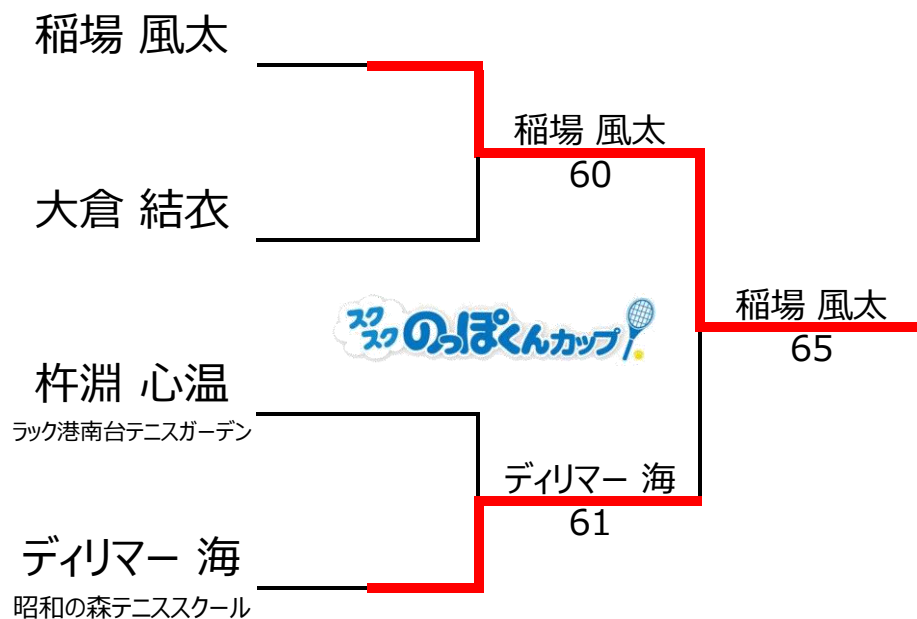 稲場 風太
稲場 風太
60
大倉 結衣
稲場 風太
65
スクスク のっぽくんカップ
杵淵 心温
ラック港南台テニスガーデン
ディリマー 海
61
ディリマー 海
昭和の森テニススクール